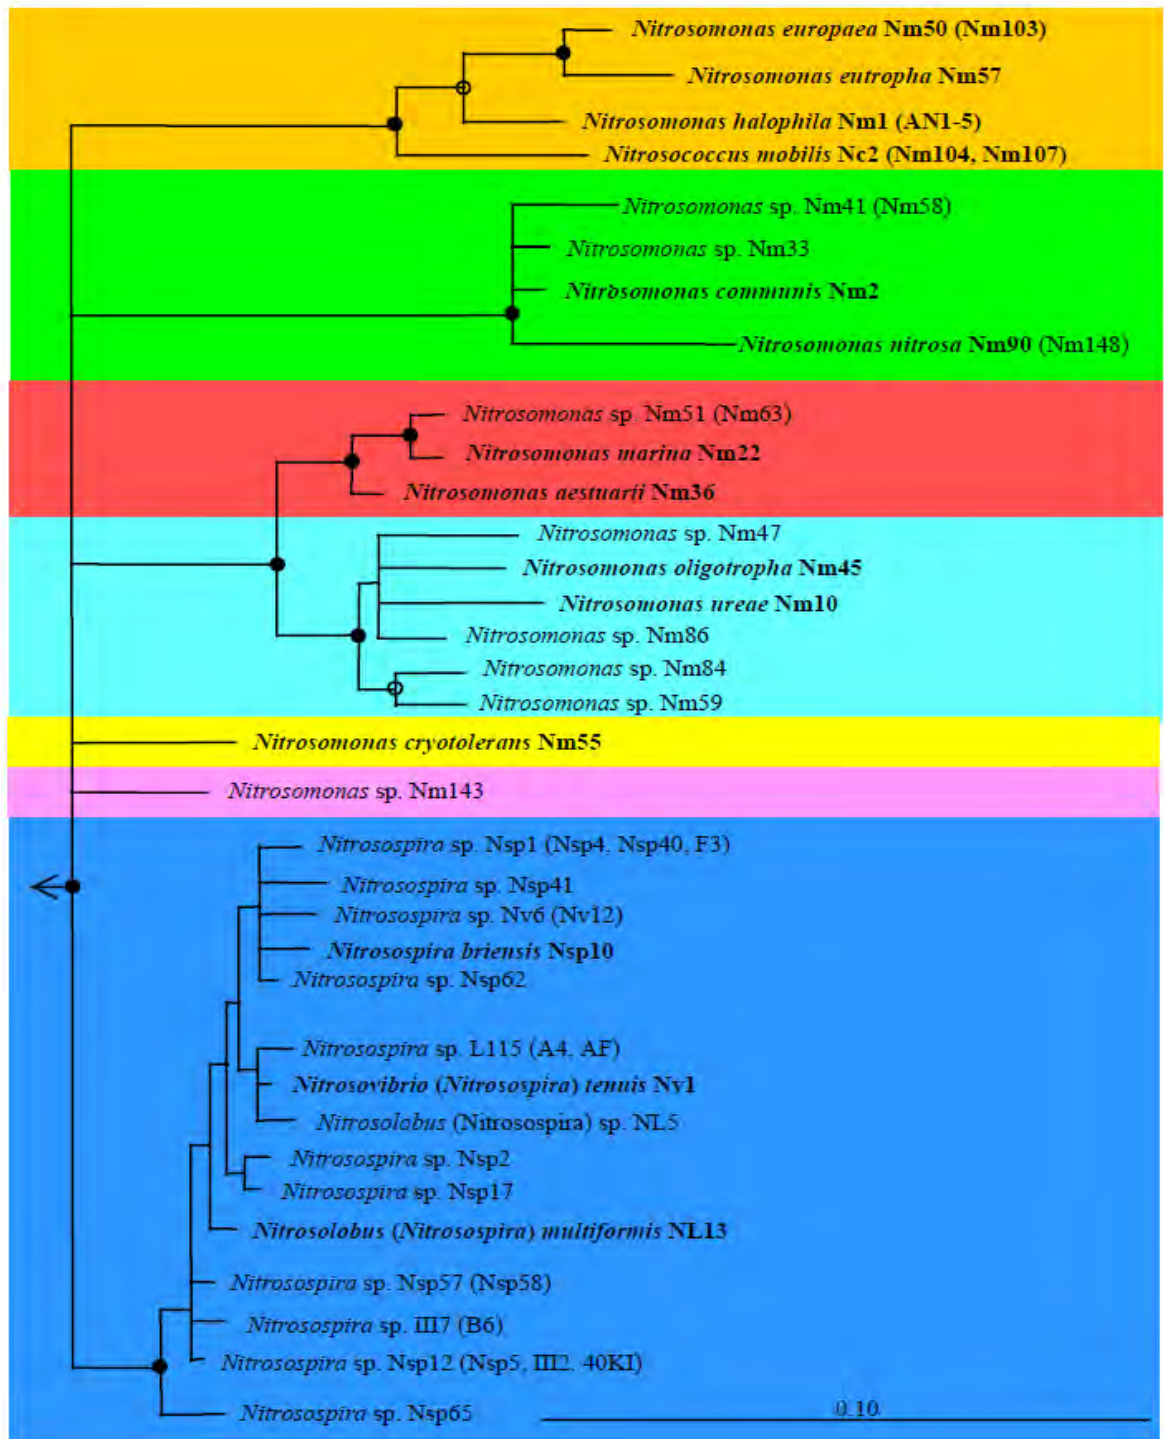 Nitrosomonas europaea Nm50 (Nm103)
Nitrosomonas eutropha Nm57
Nitrosomonas halophila Nm1 (AN1-5)
Nitrosococcus mobilis Nc2 (Nm104, Nm107)
Nitrosomonas sp. Nm41 (Nm58)
Nitrosomonas sp. Nm33
Nitrosomonas communis Nm2
Nitrosomonas nitrosa Nm90 (Nm148)
Nitrosomonas sp. Nm51 (Nm63)
Nitrosomonas marina Nm22
Nitrosomonas aestuarii Nm36
Nitrosomonas sp. Nm47
Nitrosomonas oligotropha Nm45
Nitrosomonas ureae Nm10
Nitrosomonas sp. Nm86
Nitrosomonas sp. Nm84
Nitrosomonas sp. Nm59
Nitrosomonas cryotolerans Nm55
Nitrosomonas sp. Nm143
Nitrosospira sp. Nsp1 (Nsp4, Nsp40, F3)
Nitrosospira sp. Nsp41
Nitrosospira sp. Nv6 (Nv12)
Nitrosospira briensis Nsp10
Nitrosospira sp. Nsp62
Nitrosospira sp. L115 (A4, AF)
Nitrosovibrio (Nitrosospira) tenuis Nv1
Nitrosolobus (Nitrosospira) sp. NL5
Nitrosospira sp. Nsp2
Nitrosospira sp. Nsp17
Nitrosolobus (Nitrosospira) multiformis NL13
Nitrosospira sp. Nsp57 (Nsp58)
Nitrosospira sp. III7 (B6)
Nitrosospira sp. Nsp12 (Nsp5, III2, 40KI)
Nitrosospira sp. Nsp65
0.10